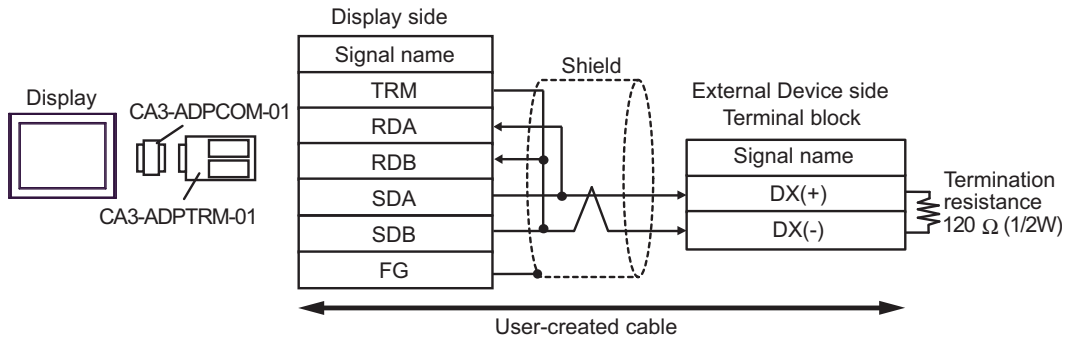 Display side
Signal name
TRM
RDA
RDB
SDA
SDB
FG
Shield
Display
CA3-ADPCOM-01
CA3-ADPTRM-01
External Device side
Terminal block
Signal name
DX(+)
DX(-)
Termination
resistance
120 Ω (1/2W)
User-created cable